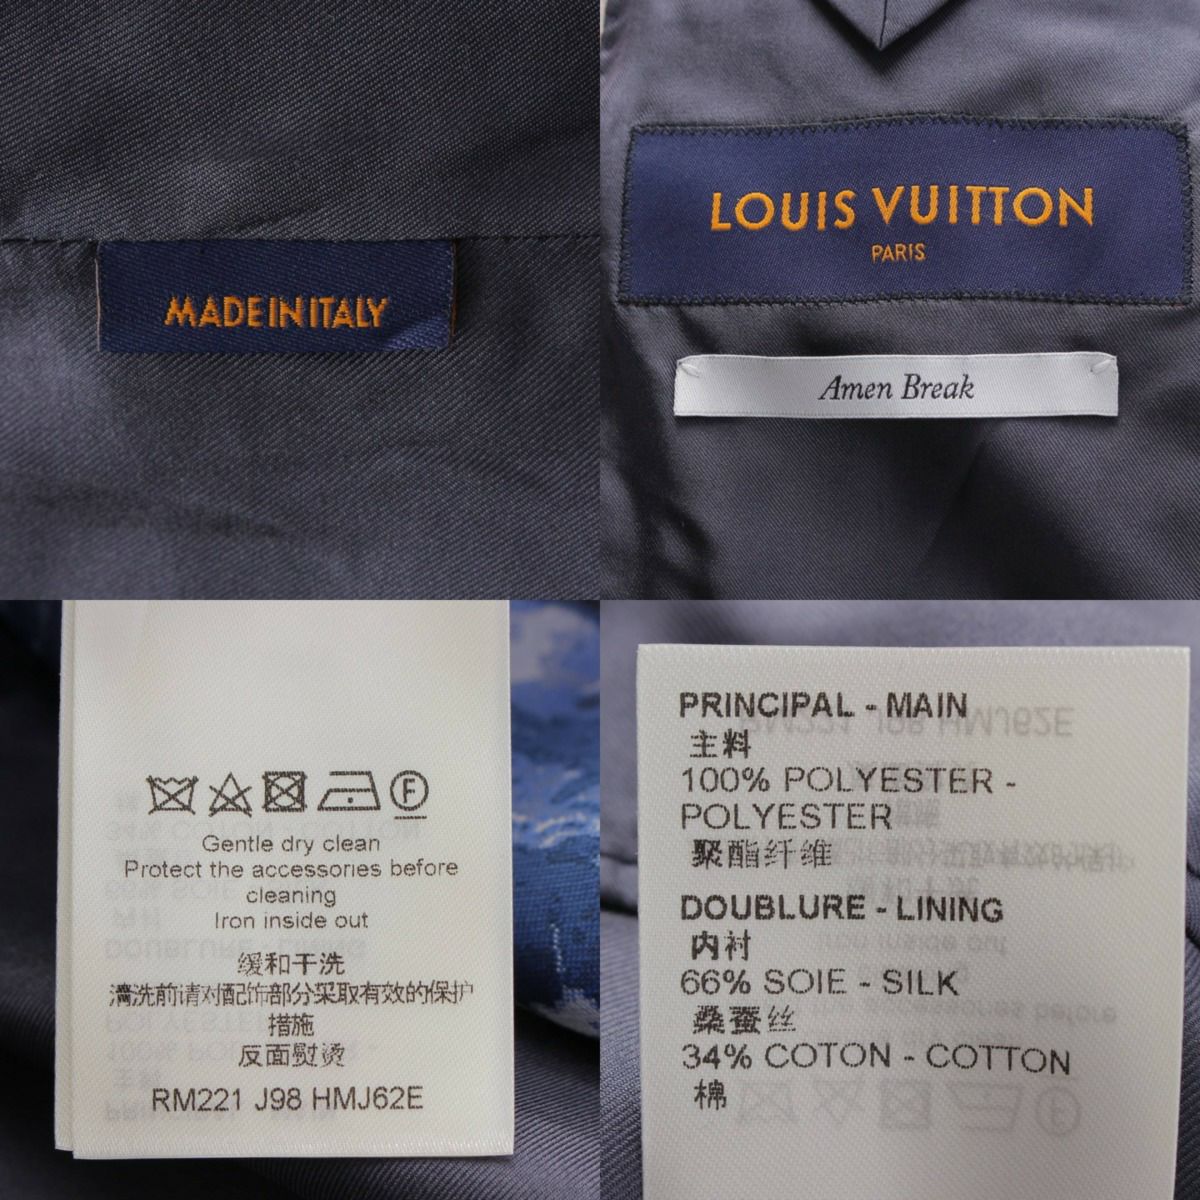 MADE IN ITALY
LOUIS VUITTON
PARIS
Amen Break
Gentle dry clean
Protect the accessories before
cleaning
Iron inside out
缓和干洗
清洗前请对配饰部分采取有效的保护
措施
反面熨烫
RM221 J98 HMJ62E
PRINCIPAL - MAIN
主料
100% POLYESTER -
POLYESTER
聚酯纤维
DOUBLURE - LINING
内衬
66% SOIE - SILK
桑蚕丝
34% COTON - COTTON
棉